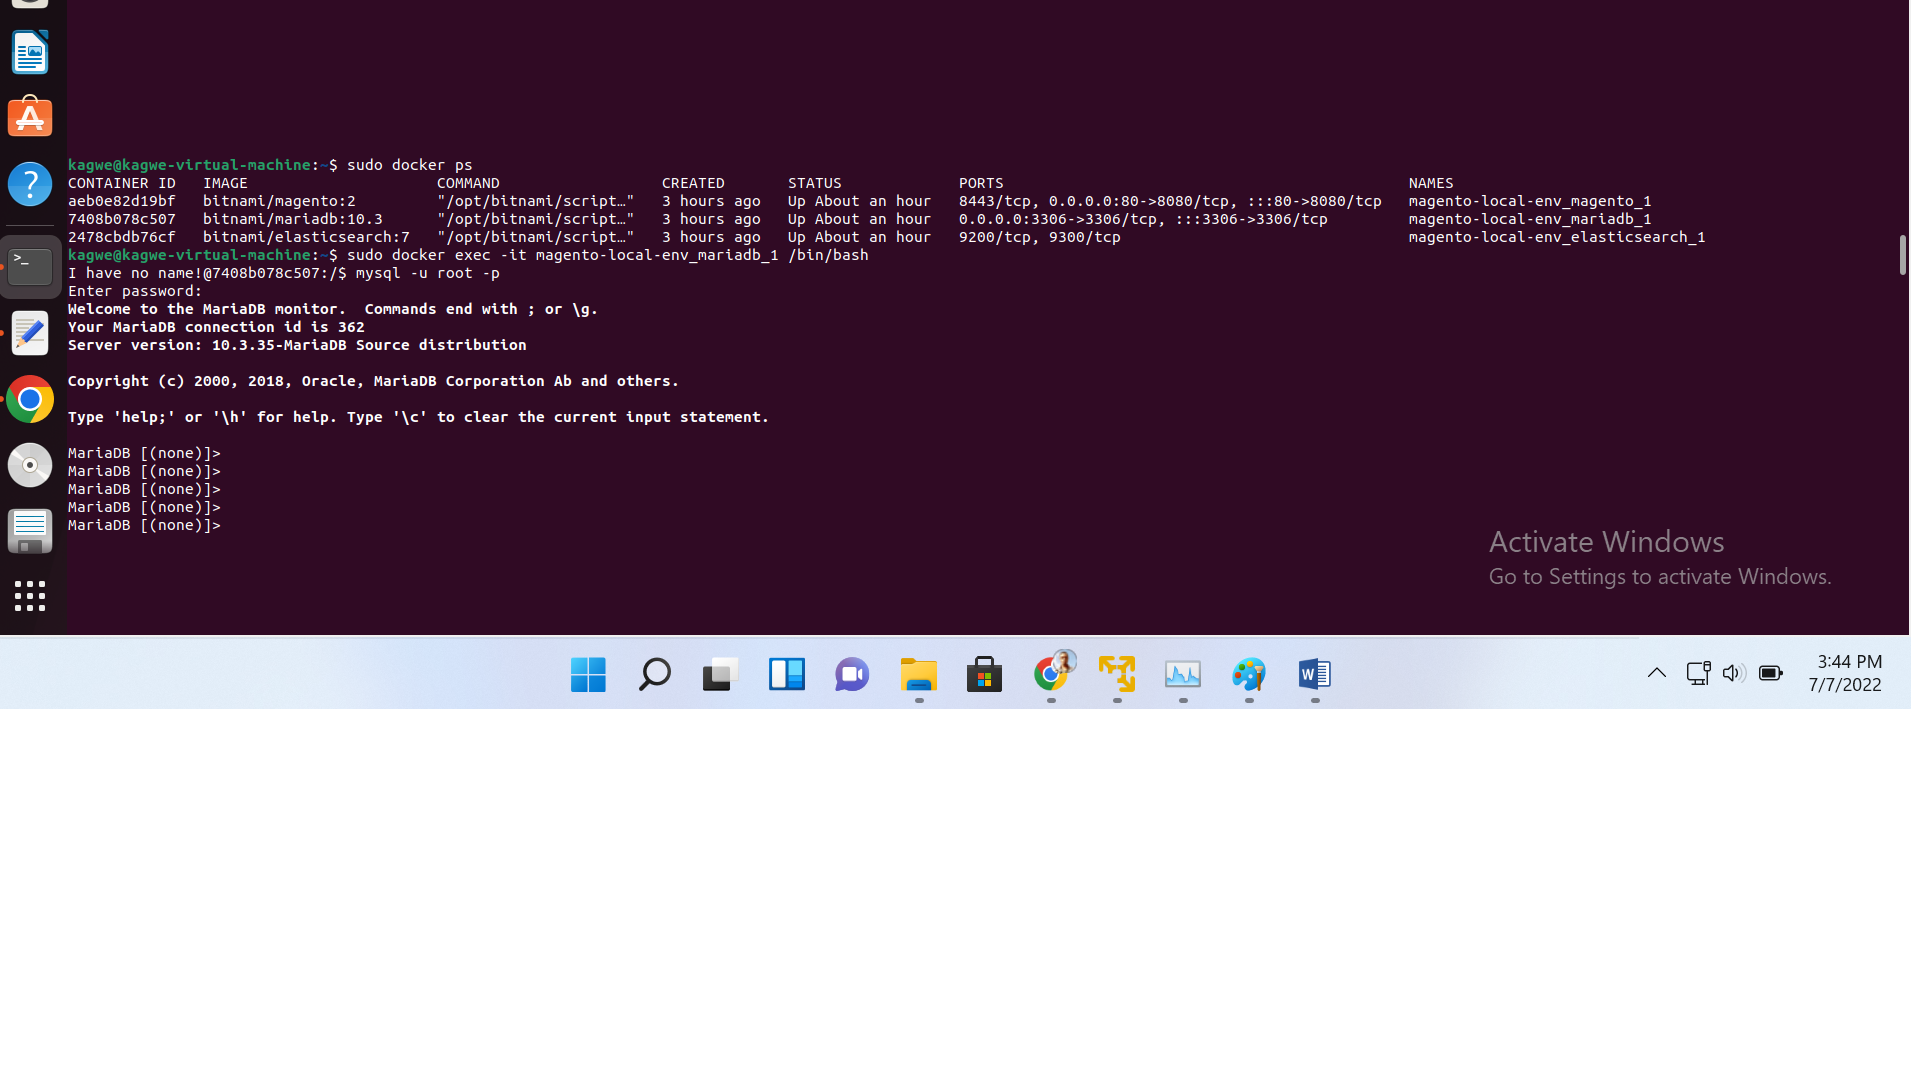 kagwe@kagwe-virtual-machine:~$ sudo docker ps
CONTAINER ID   IMAGE                     COMMAND                  CREATED       STATUS             PORTS                                             NAMES
aeb0e82d19bf   bitnami/magento:2         "/opt/bitnami/script…"   3 hours ago   Up About an hour   8443/tcp, 0.0.0.0:80->8080/tcp, :::80->8080/tcp   magento-local-env_magento_1
7408b078c507   bitnami/mariadb:10.3      "/opt/bitnami/script…"   3 hours ago   Up About an hour   0.0.0.0:3306->3306/tcp, :::3306->3306/tcp         magento-local-env_mariadb_1
2478cbdb76cf   bitnami/elasticsearch:7   "/opt/bitnami/script…"   3 hours ago   Up About an hour   9200/tcp, 9300/tcp                                magento-local-env_elasticsearch_1
kagwe@kagwe-virtual-machine:~$ sudo docker exec -it magento-local-env_mariadb_1 /bin/bash
I have no name!@7408b078c507:/$ mysql -u root -p
Enter password:
Welcome to the MariaDB monitor.  Commands end with ; or \g.
Your MariaDB connection id is 362
Server version: 10.3.35-MariaDB Source distribution
Copyright (c) 2000, 2018, Oracle, MariaDB Corporation Ab and others.
Type 'help;' or '\h' for help. Type '\c' to clear the current input statement.
MariaDB [(none)]>
MariaDB [(none)]>
MariaDB [(none)]>
MariaDB [(none)]>
MariaDB [(none)]>
Activate Windows
Go to Settings to activate Windows.
3:44 PM
7/7/2022